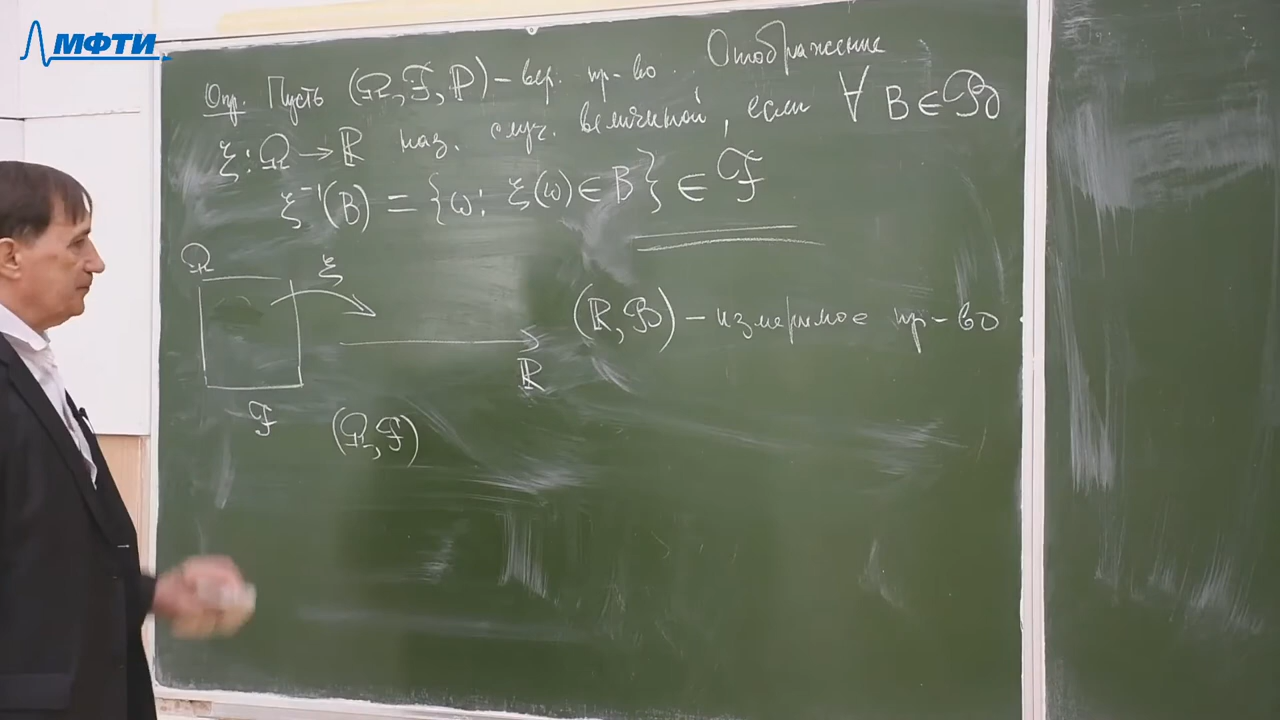 МФТИ
Опр. Пусть (Ω, F, ℙ) – вер. пр-во. Отображение
ξ: Ω → ℝ наз. случ. величиной, если ∀ B ∈ ℬ
ξ⁻¹(B) = {ω: ξ(ω) ∈ B} ∈ F
Ω ξ
(ℝ, ℬ) – измеримое пр-во.
ℝ
F (Ω, F)